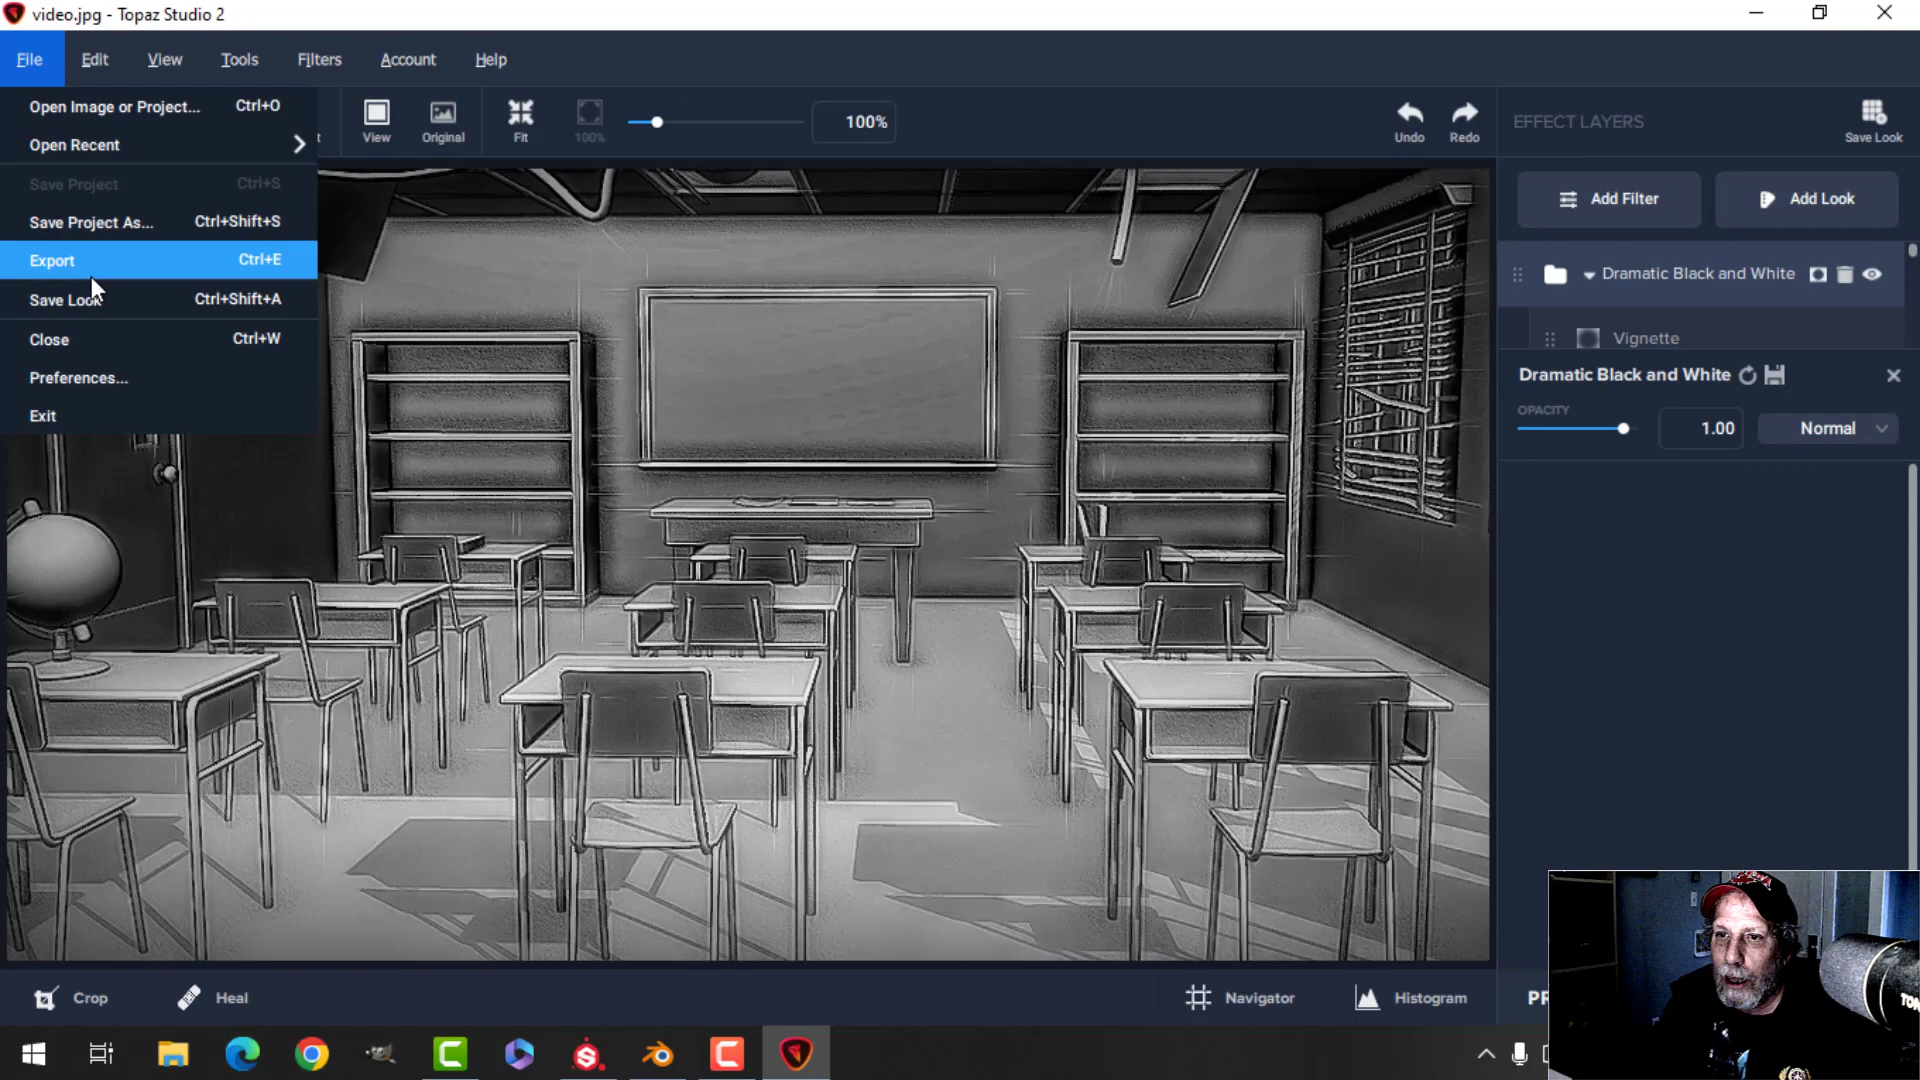 video.jpg - Topaz Studio 2
File Edit View Tools Filters Account Help
Open Image or Project... Ctrl+O
Open Recent
Save Project Ctrl+S
Save Project As... Ctrl+Shift+S
Export Ctrl+E
Save Look Ctrl+Shift+A
Close Ctrl+W
Preferences...
Exit
View Original Fit 100% 100% Undo Redo
EFFECT LAYERS Save Look
Add Filter Add Look
Dramatic Black and White
Vignette
Dramatic Black and White
OPACITY
1.00 Normal
Crop Heal Navigator Histogram